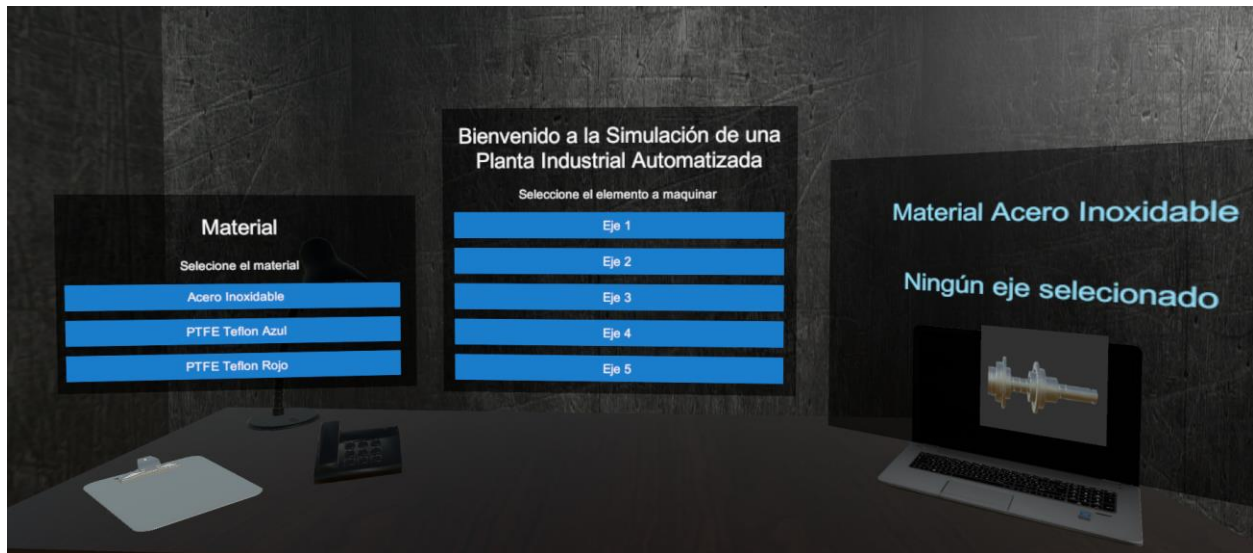 Material
Selecione el material
Acero Inoxidable
PTFE Teflon Azul
PTFE Teflon Rojo
Bienvenido a la Simulación de una
Planta Industrial Automatizada
Seleccione el elemento a maquinar
Eje 1
Eje 2
Eje 3
Eje 4
Eje 5
Material Acero Inoxidable
Ningún eje selecionado